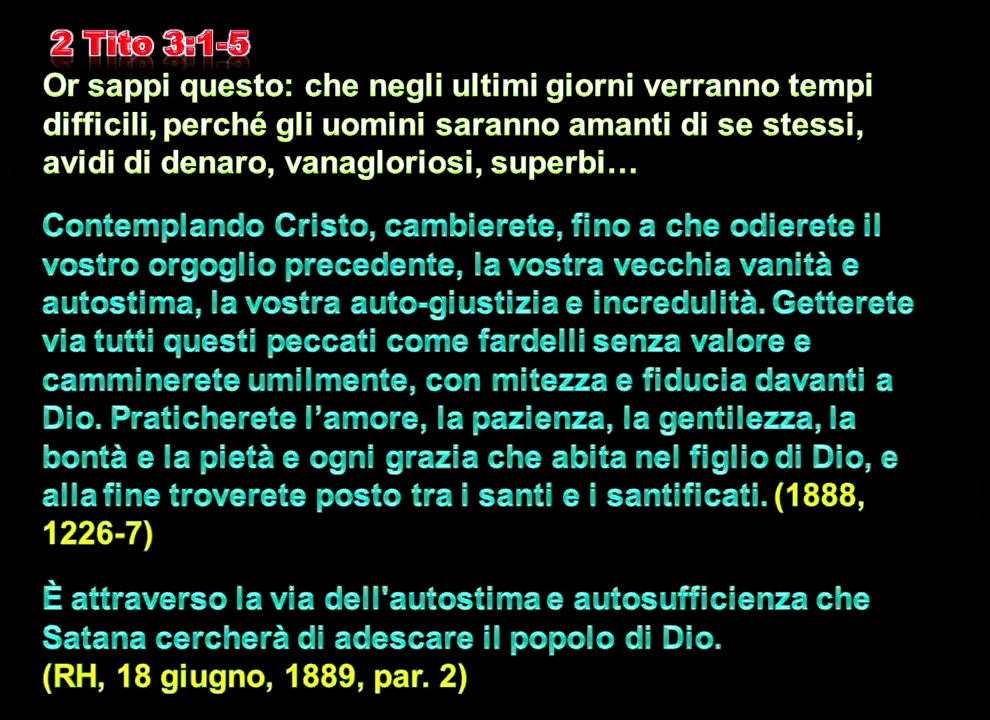 2 Tito 3:1-5
Or sappi questo: che negli ultimi giorni verranno tempi
difficili, perché gli uomini saranno amanti di se stessi,
avidi di denaro, vanagloriosi, superbi…
Contemplando Cristo, cambierete, fino a che odierete il
vostro orgoglio precedente, la vostra vecchia vanità e
autostima, la vostra auto-giustizia e incredulità. Getterete
via tutti questi peccati come fardelli senza valore e
camminerete umilmente, con mitezza e fiducia davanti a
Dio. Praticherete l’amore, la pazienza, la gentilezza, la
bontà e la pietà e ogni grazia che abita nel figlio di Dio, e
alla fine troverete posto tra i santi e i santificati. (1888,
1226-7)
È attraverso la via dell'autostima e autosufficienza che
Satana cercherà di adescare il popolo di Dio.
(RH, 18 giugno, 1889, par. 2)